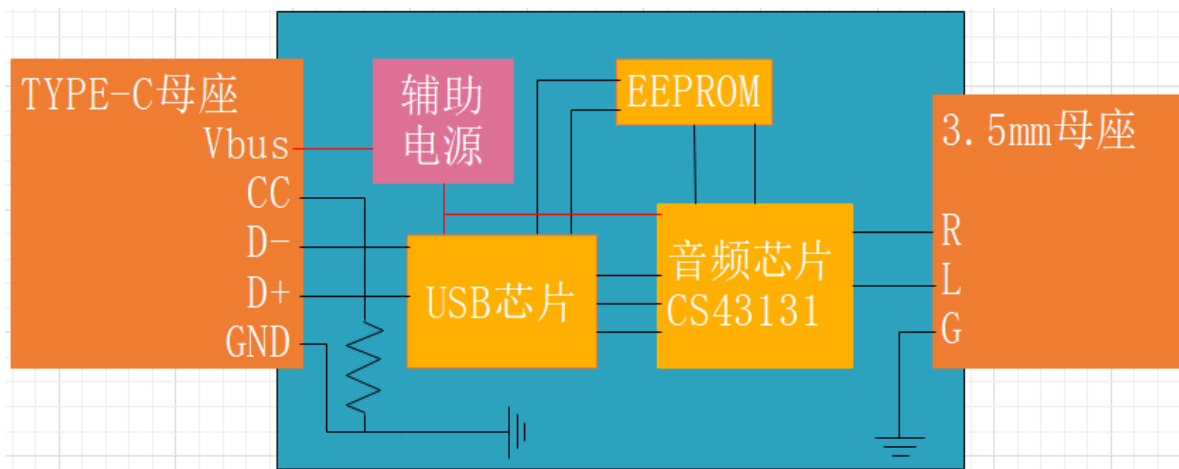 TYPE-C母座
Vbus
CC
D-
D+
GND
辅助
电源
EEPROM
USB芯片
音频芯片
CS43131
3.5mm母座
R
L
G